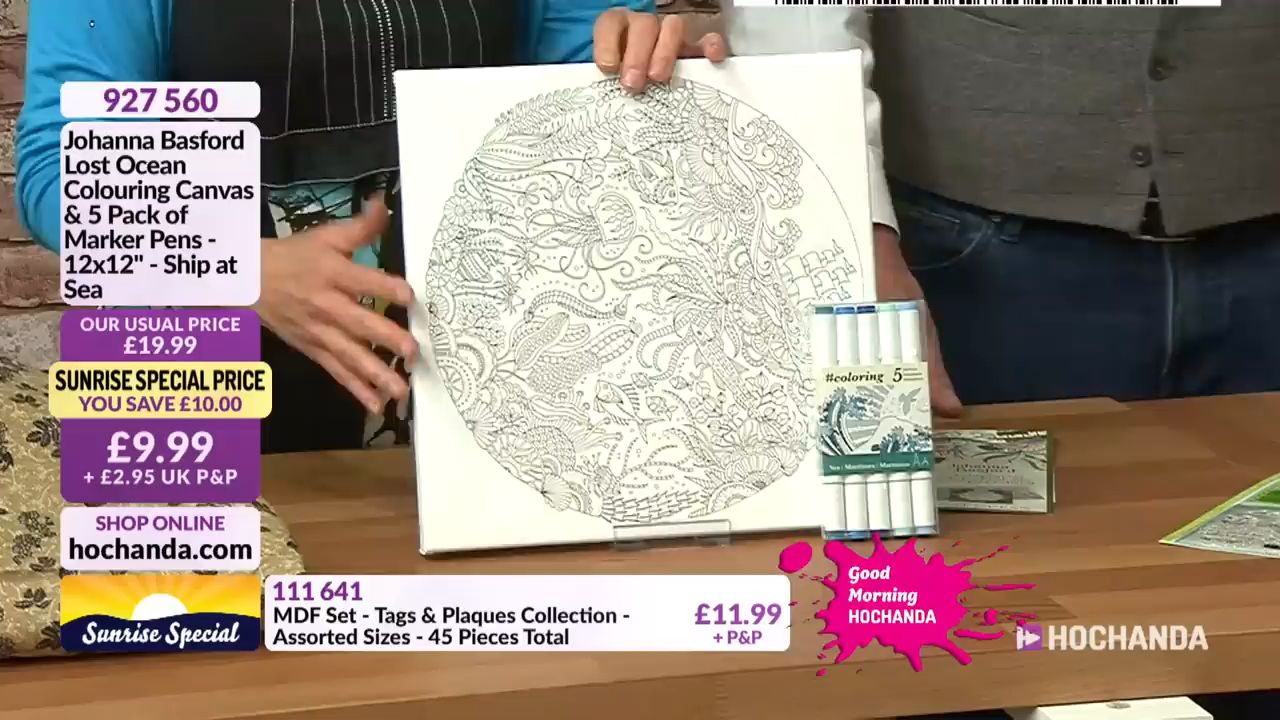 927 560
Johanna Basford
Lost Ocean
Colouring Canvas
& 5 Pack of
Marker Pens -
12x12" - Ship at
Sea
OUR USUAL PRICE
£19.99
SUNRISE SPECIAL PRICE
YOU SAVE £10.00
£9.99
+ £2.95 UK P&P
SHOP ONLINE
hochanda.com
Sunrise Special
111 641
MDF Set - Tags & Plaques Collection -
Assorted Sizes - 45 Pieces Total
£11.99
+ P&P
#coloring 5
Good
Morning
HOCHANDA
HOCHANDA